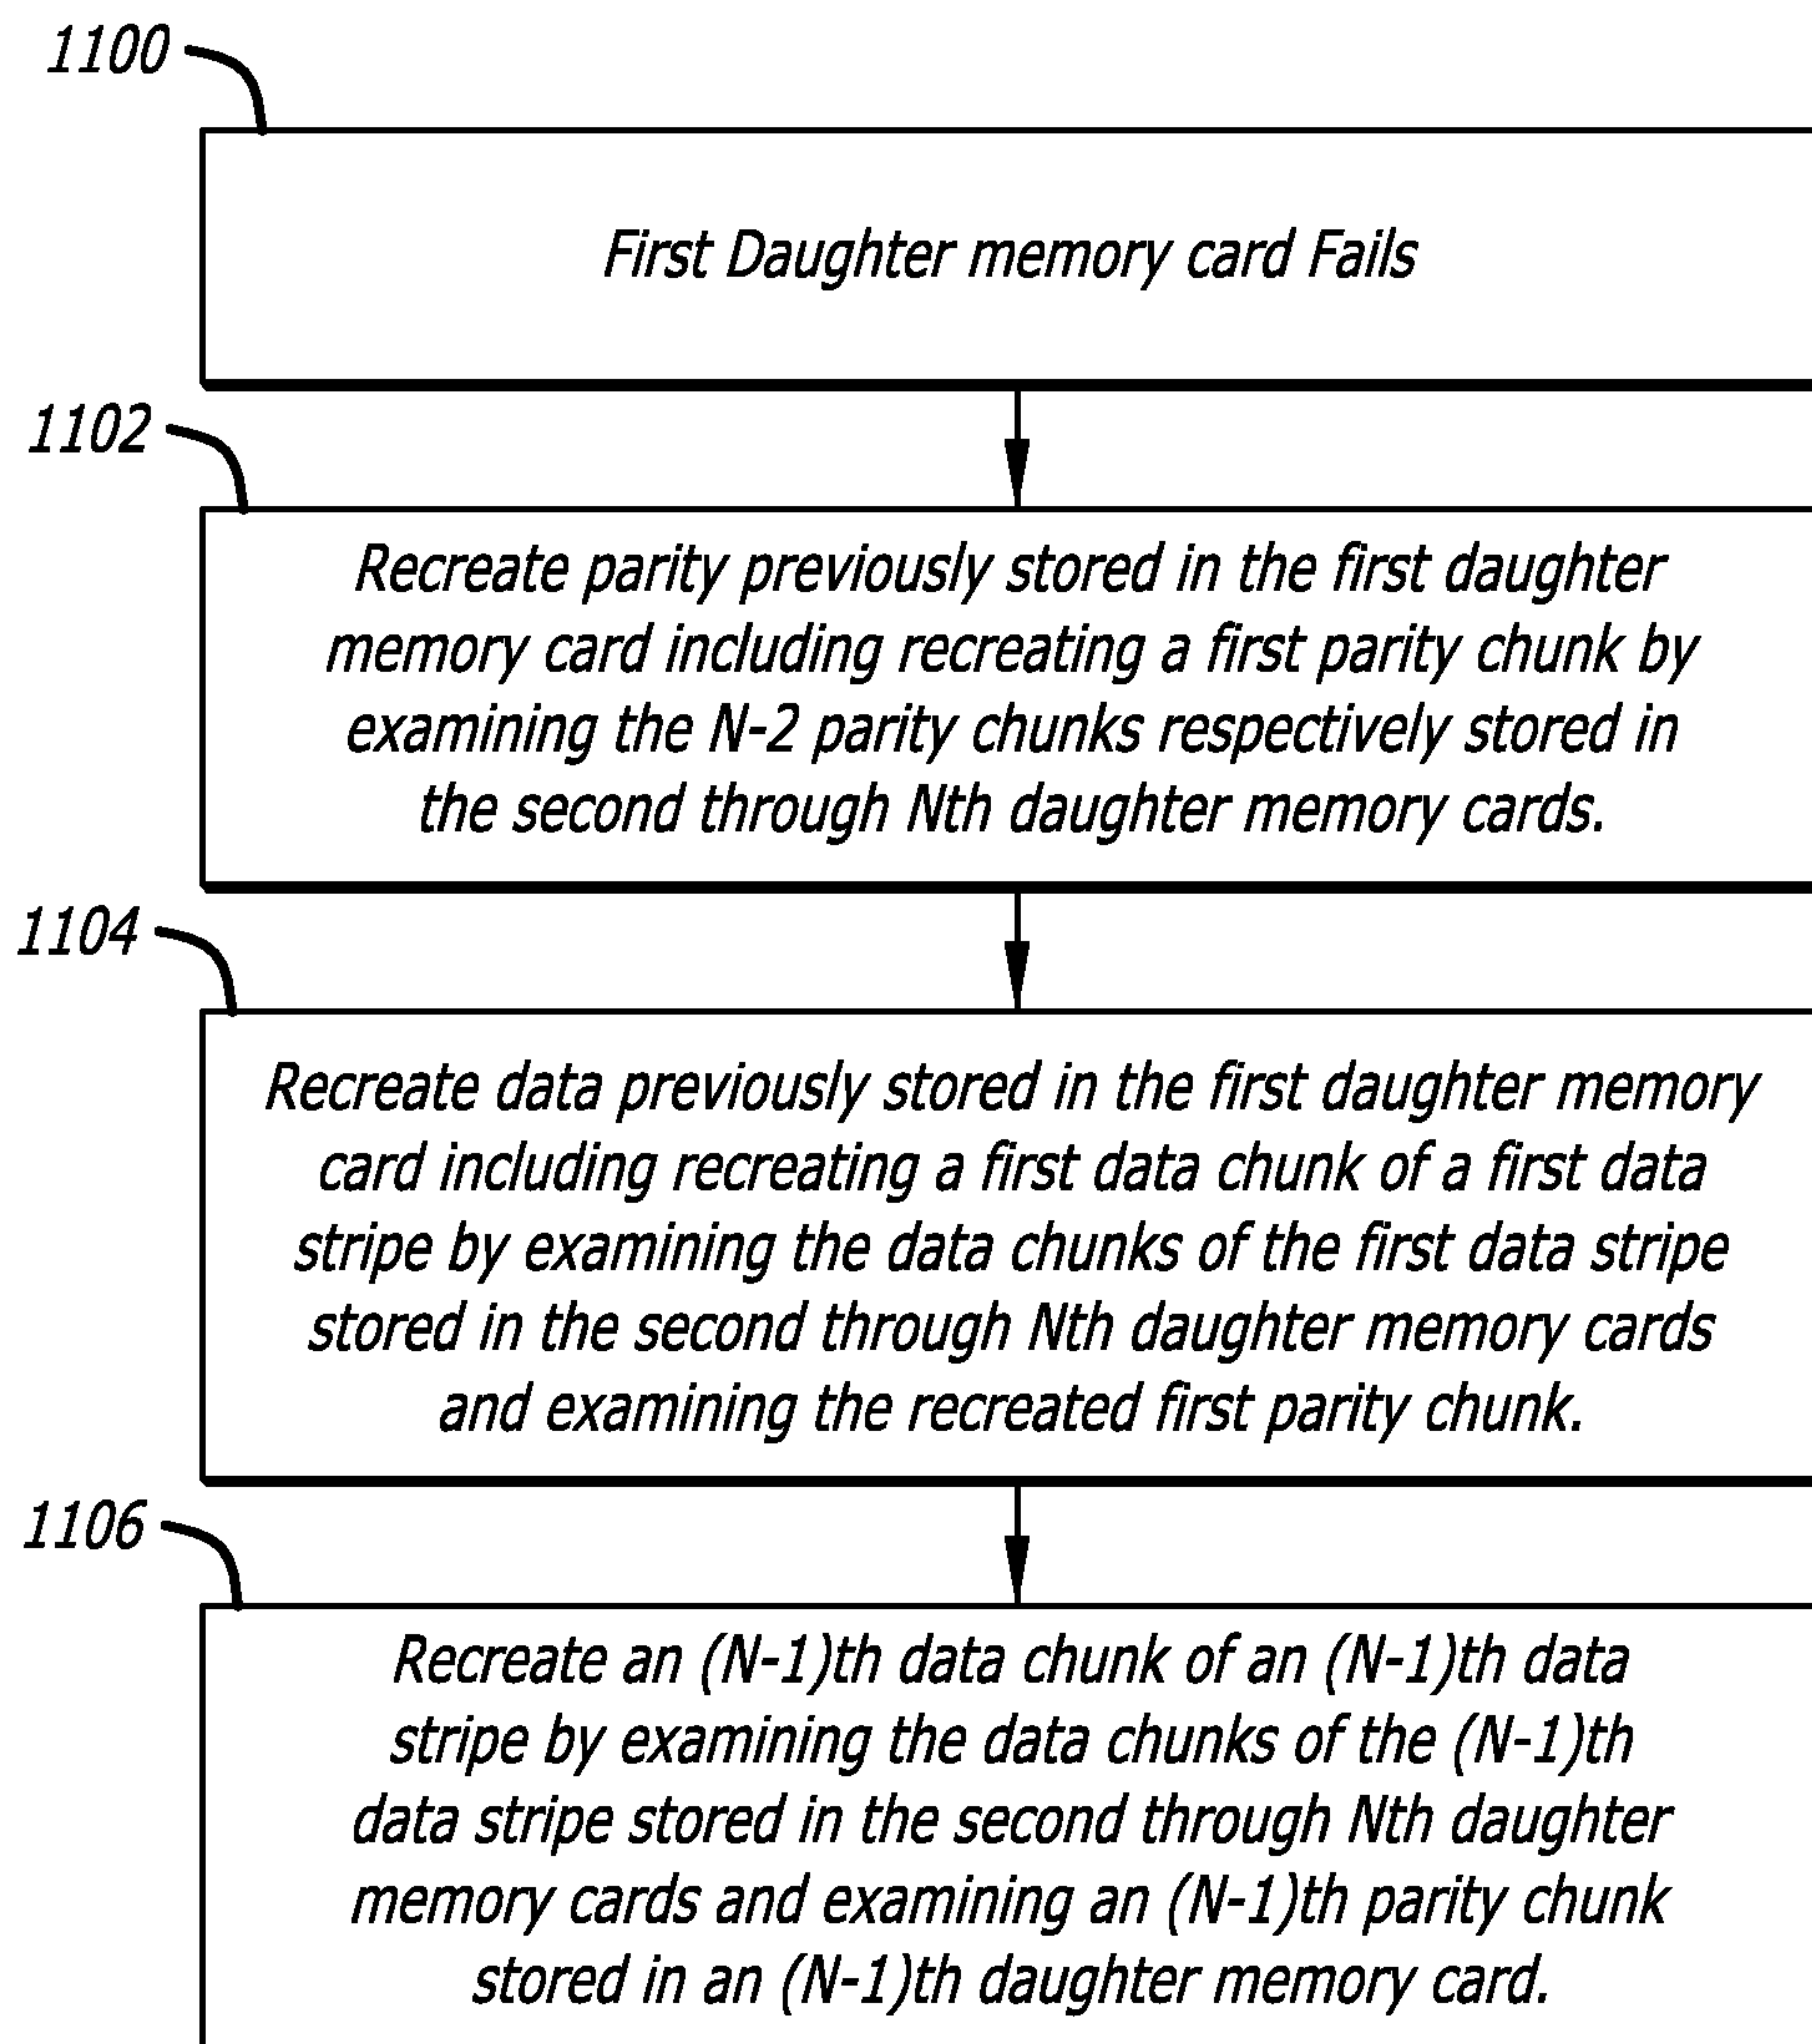 1100
First Daughter memory card Fails
1102
Recreate parity previously stored in the first daughter
memory card including recreating a first parity chunk by
examining the N-2 parity chunks respectively stored in
the second through Nth daughter memory cards.
1104
Recreate data previously stored in the first daughter memory
card including recreating a first data chunk of a first data
stripe by examining the data chunks of the first data stripe
stored in the second through Nth daughter memory cards
and examining the recreated first parity chunk.
1106
Recreate an (N-1)th data chunk of an (N-1)th data
stripe by examining the data chunks of the (N-1)th
data stripe stored in the second through Nth daughter
memory cards and examining an (N-1)th parity chunk
stored in an (N-1)th daughter memory card.